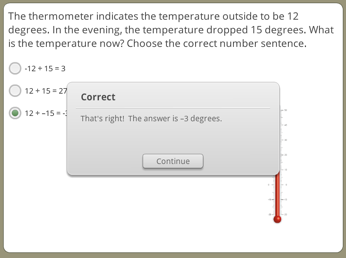 The thermometer indicates the temperature outside to be 12
degrees. In the evening, the temperature dropped 15 degrees. What
is the temperature now? Choose the correct number sentence.
-12 + 15 = 3
12 + 15 = 27
12 + –15 =
Correct
That's right! The answer is –3 degrees.
Continue